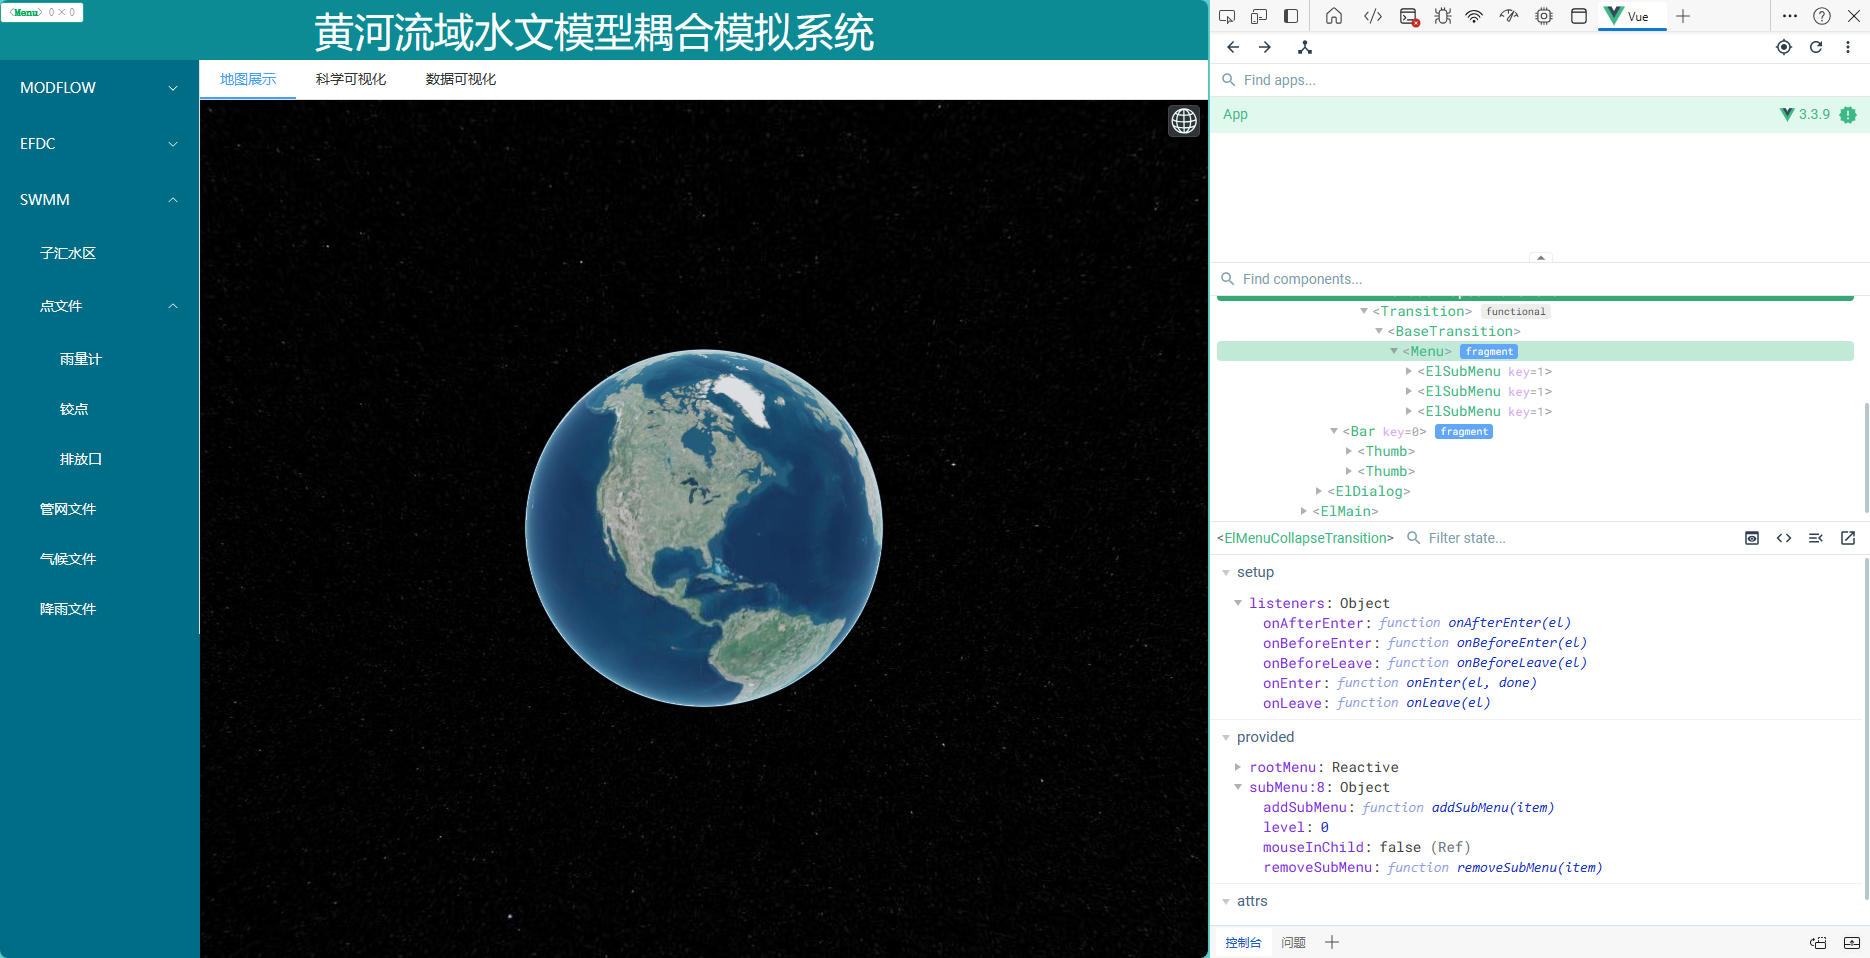 <Menu> 0 × 0
黄河流域水文模型耦合模拟系统
MODFLOW
EFDC
SWMM
子汇水区
点文件
雨量计
铰点
排放口
管网文件
气候文件
降雨文件
地图展示 科学可视化 数据可视化
Vue
Find apps...
App 3.3.9
Find components...
<Transition> functional
<BaseTransition>
<Menu> fragment
<ElSubMenu key=1>
<ElSubMenu key=1>
<ElSubMenu key=1>
<Bar key=0> fragment
<Thumb>
<Thumb>
<ElDialog>
<ElMain>
<ElMenuCollapseTransition> Filter state...
setup
listeners: Object
onAfterEnter: function onAfterEnter(el)
onBeforeEnter: function onBeforeEnter(el)
onBeforeLeave: function onBeforeLeave(el)
onEnter: function onEnter(el, done)
onLeave: function onLeave(el)
provided
rootMenu: Reactive
subMenu:8: Object
addSubMenu: function addSubMenu(item)
level: 0
mouseInChild: false (Ref)
removeSubMenu: function removeSubMenu(item)
attrs
控制台 问题